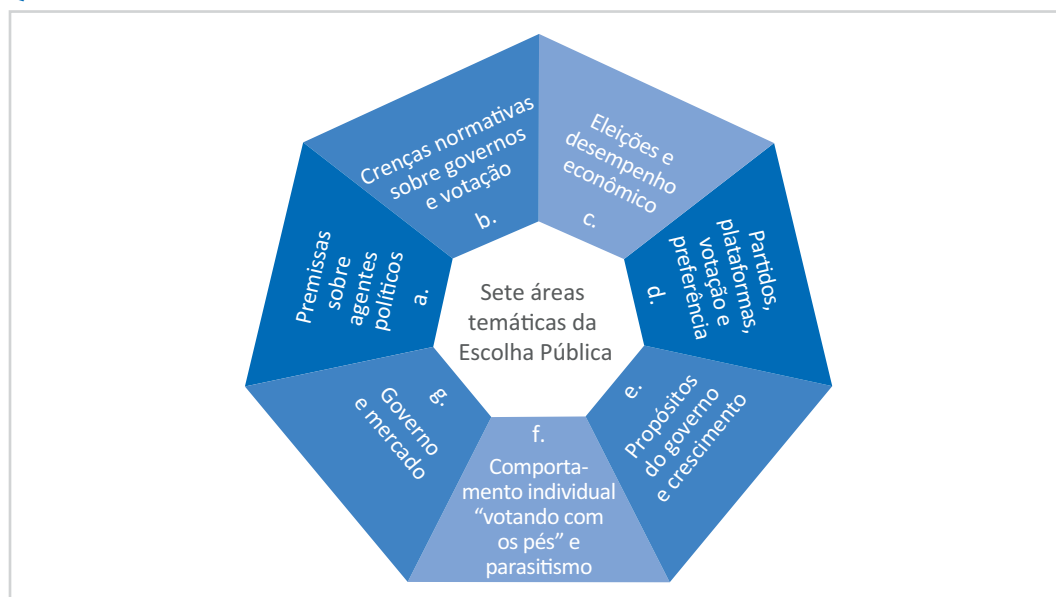 Sete áreas
temáticas da
Escolha Pública
a.
Premissas
sobre
agentes
políticos
b.
Crenças normativas
sobre governos
e votação
c.
Eleições e
desempenho
econômico
d.
Partidos,
plataformas,
votação e
preferência
e.
Propósitos
do governo
e crescimento
f.
Comporta-
mento individual
“votando com
os pés” e
parasitismo
g.
Governo
e mercado